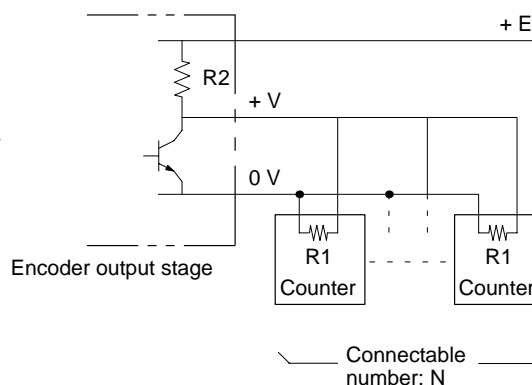 + E
R2
+ V
0 V
R1
R1
Encoder output stage
Counter
Counter
Connectable
number: N